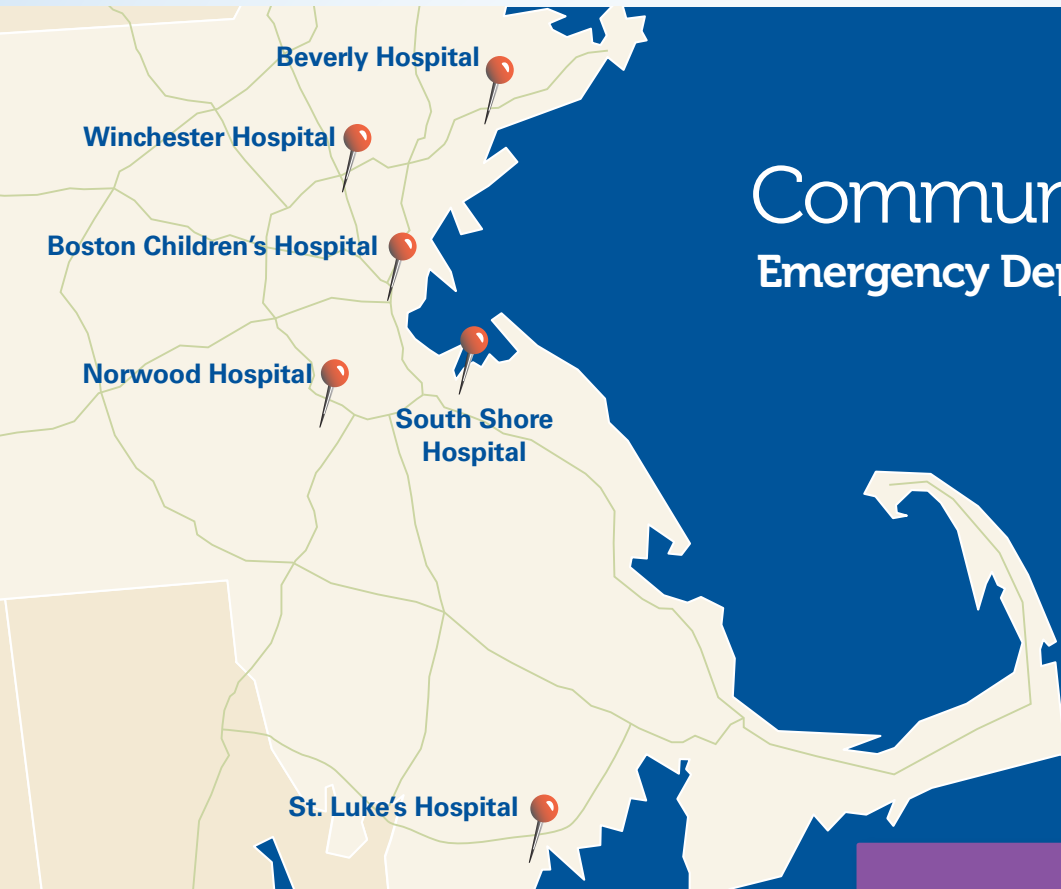 Beverly Hospital
Winchester Hospital
Boston Children's Hospital
Norwood Hospital
South Shore
Hospital
St. Luke's Hospital
Commun
Emergency Dep